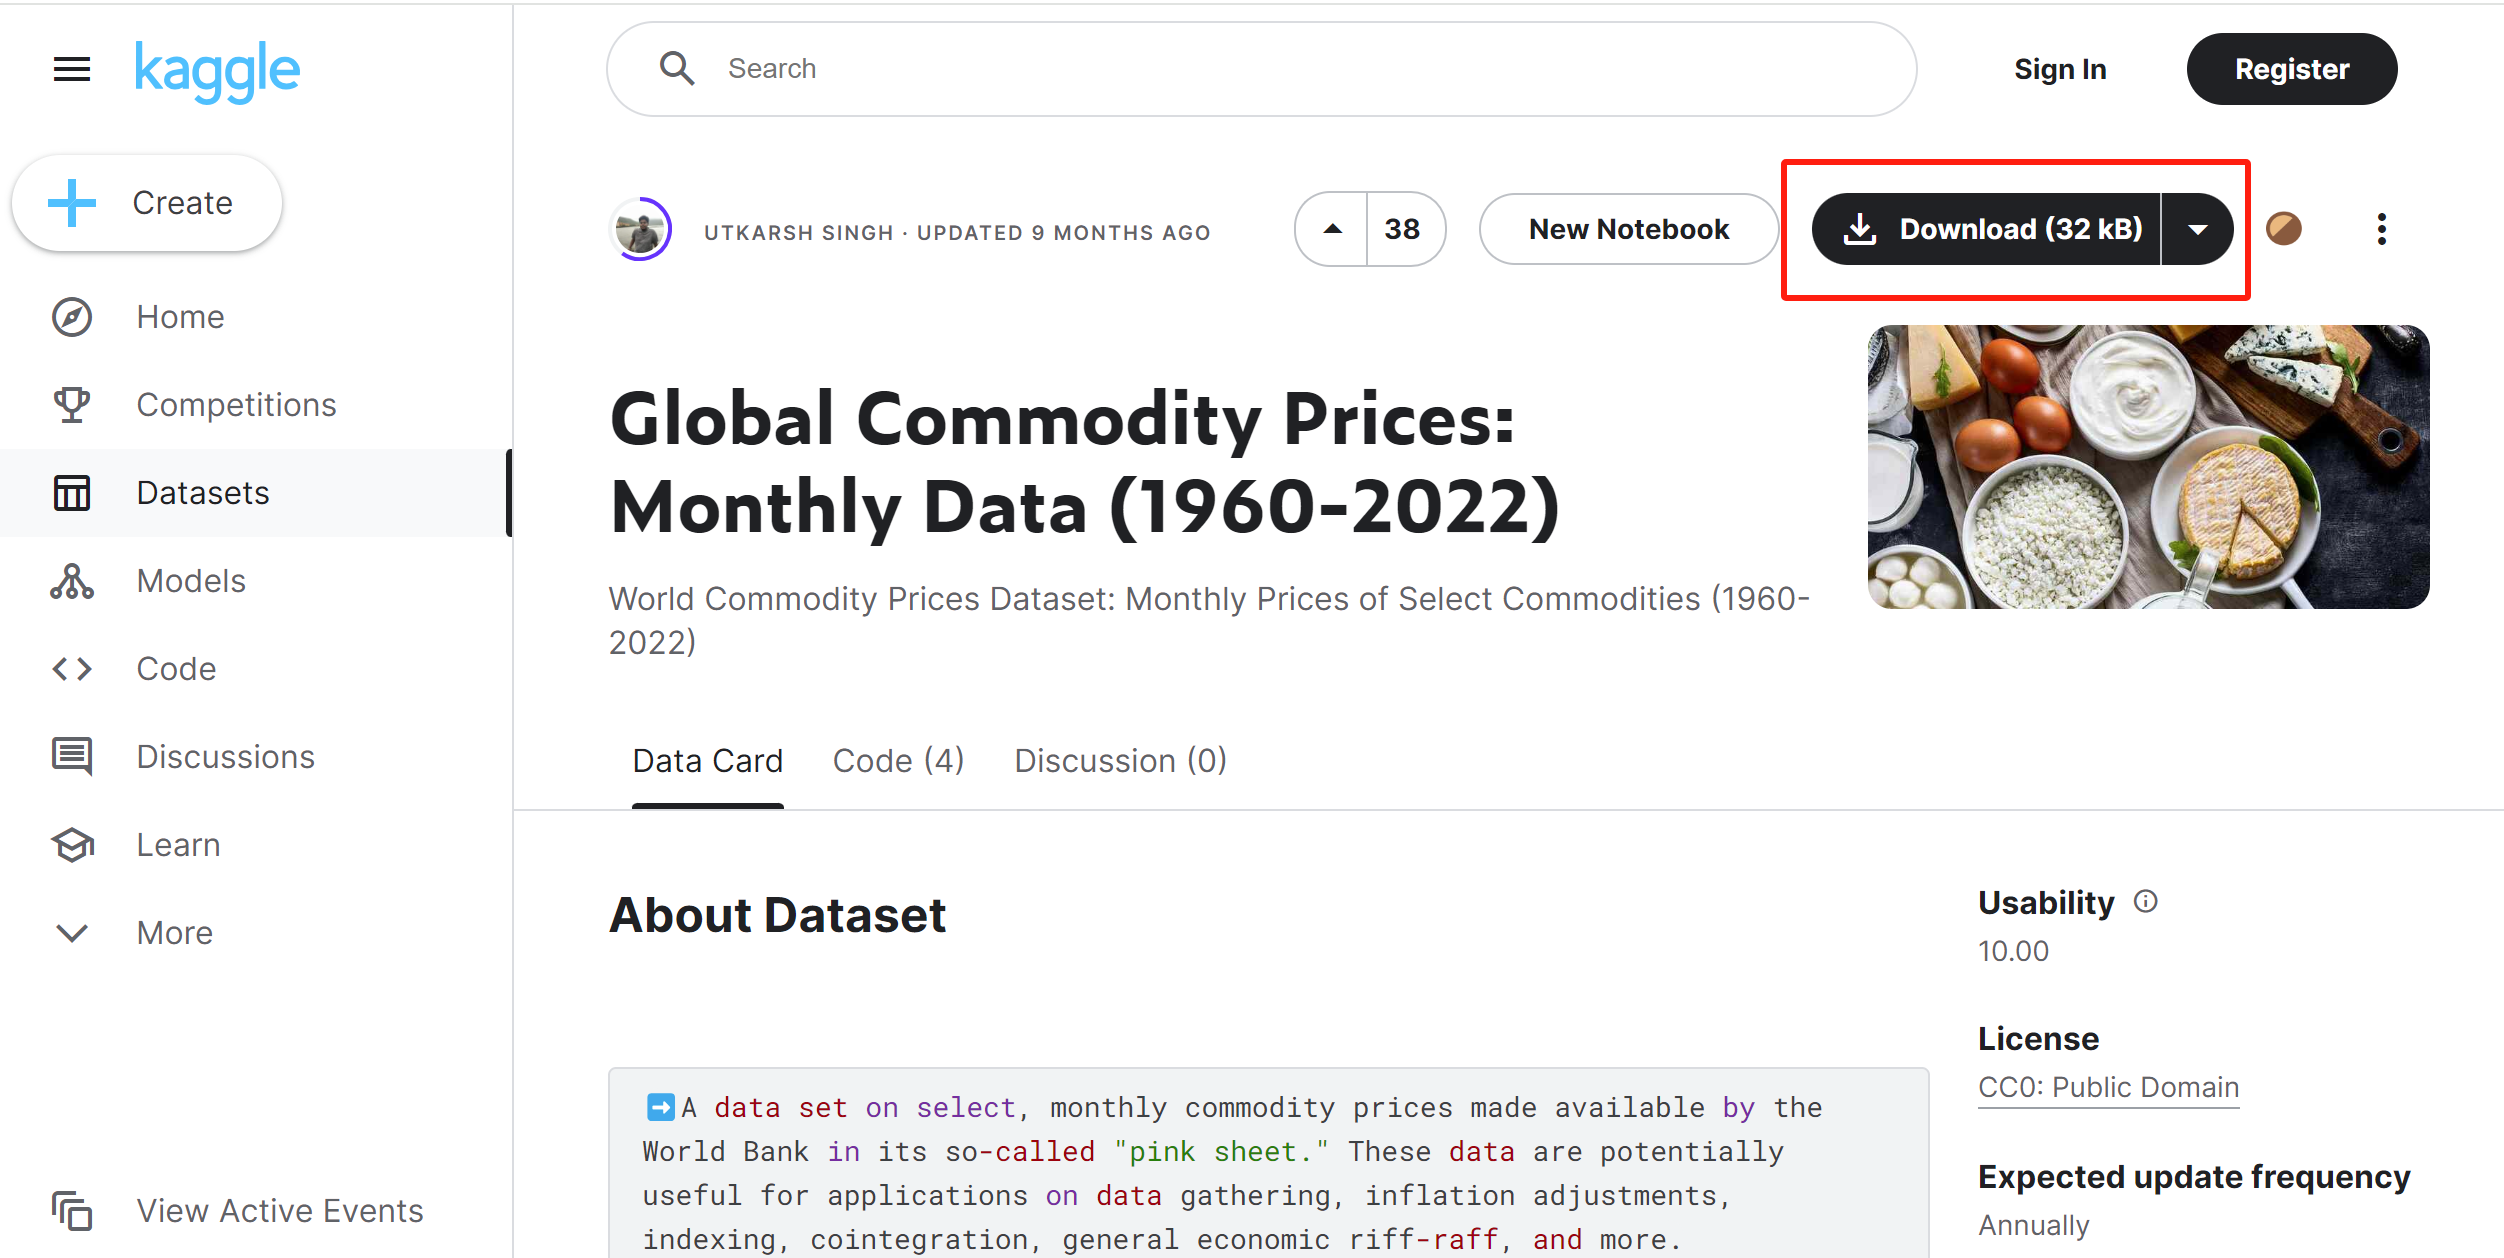 kaggle
Search
Sign In
Register
Create
Home
Competitions
Datasets
Models
Code
Discussions
Learn
More
View Active Events
UTKARSH SINGH · UPDATED 9 MONTHS AGO
38
New Notebook
Download (32 kB)
Global Commodity Prices:
Monthly Data (1960-2022)
World Commodity Prices Dataset: Monthly Prices of Select Commodities (1960-
2022)
Data Card
Code (4)
Discussion (0)
About Dataset
➡️A data set on select, monthly commodity prices made available by the
World Bank in its so-called "pink sheet." These data are potentially
useful for applications on data gathering, inflation adjustments,
indexing, cointegration, general economic riff-raff, and more.
Usability
10.00
License
CC0: Public Domain
Expected update frequency
Annually